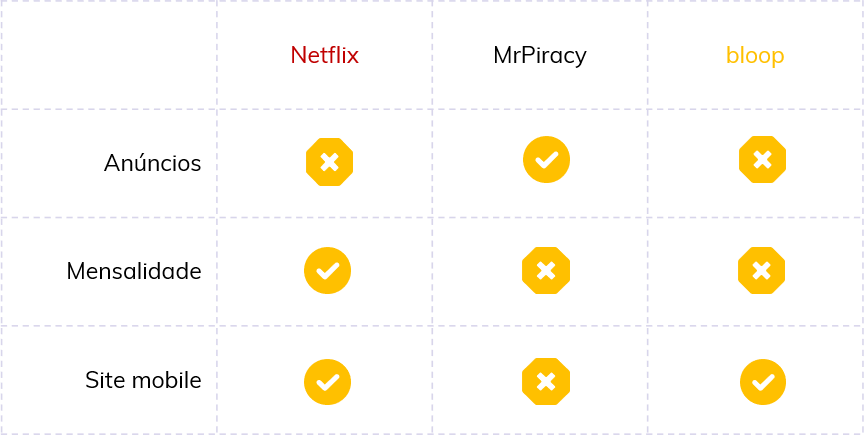 Netflix MrPiracy bloop
Anúncios
Mensalidade
Site mobile